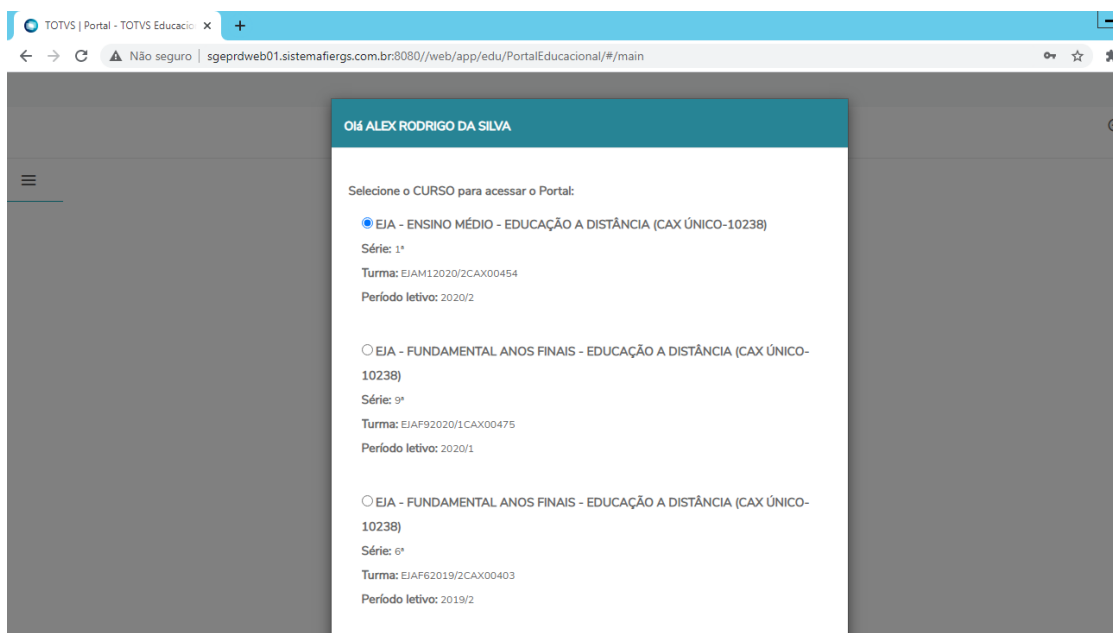 TOTVS | Portal - TOTVS Educacio
Não seguro | sgeprdweb01.sistemafiergs.com.br:8080//web/app/edu/PortalEducacional/#/main
Olá ALEX RODRIGO DA SILVA
Selecione o CURSO para acessar o Portal:
EJA - ENSINO MÉDIO - EDUCAÇÃO A DISTÂNCIA (CAX ÚNICO-10238)
Série: 1ª
Turma: EJAM12020/2CAX00454
Período letivo: 2020/2
EJA - FUNDAMENTAL ANOS FINAIS - EDUCAÇÃO A DISTÂNCIA (CAX ÚNICO-
10238)
Série: 9ª
Turma: EJAF92020/1CAX00475
Período letivo: 2020/1
EJA - FUNDAMENTAL ANOS FINAIS - EDUCAÇÃO A DISTÂNCIA (CAX ÚNICO-
10238)
Série: 6ª
Turma: EJAF62019/2CAX00403
Período letivo: 2019/2